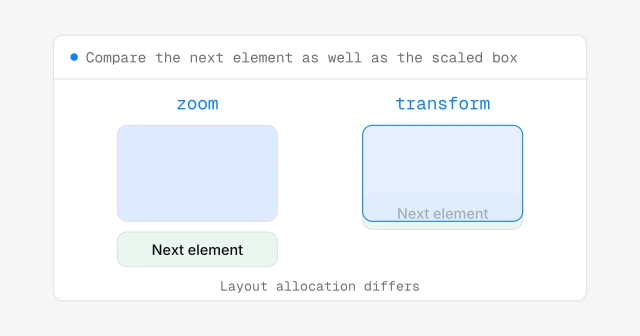 Compare the next element as well as the scaled box
zoom
transform
Next element
Next element
Layout allocation differs